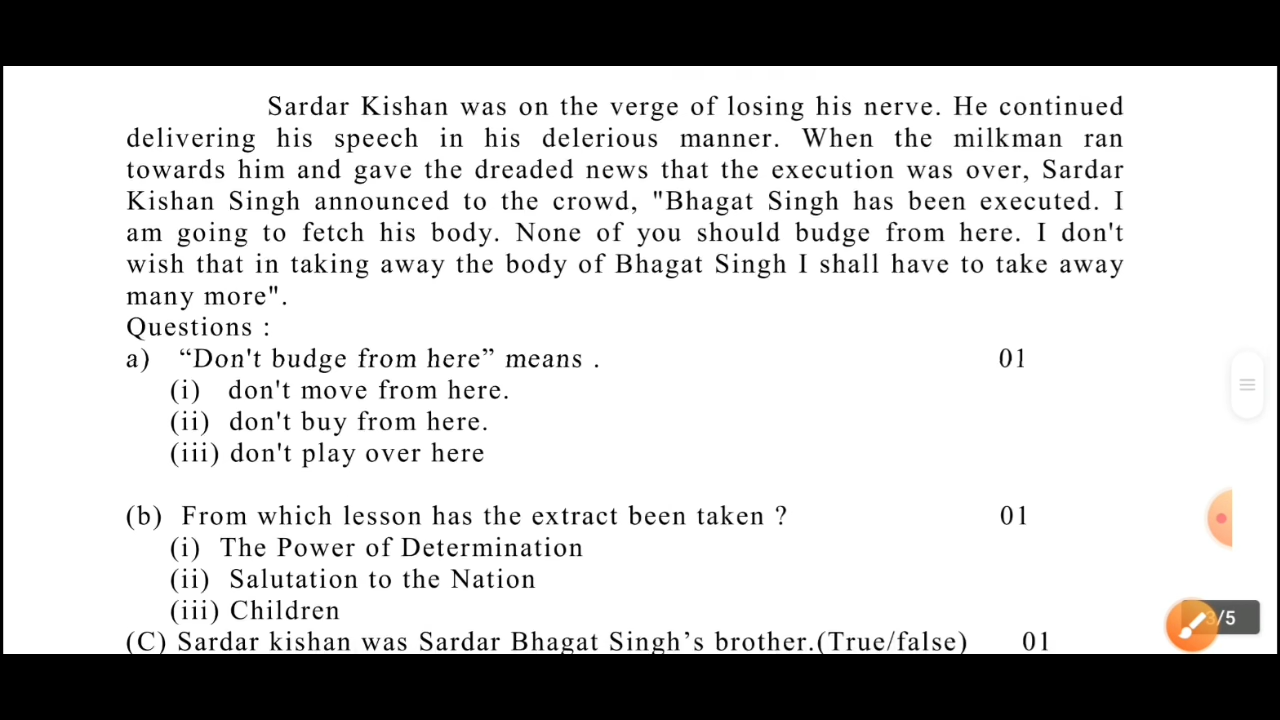 Sardar Kishan was on the verge of losing his nerve. He continued
delivering his speech in his delerious manner. When the milkman ran
towards him and gave the dreaded news that the execution was over, Sardar
Kishan Singh announced to the crowd, "Bhagat Singh has been executed. I
am going to fetch his body. None of you should budge from here. I don't
wish that in taking away the body of Bhagat Singh I shall have to take away
many more".
Questions :
a) “Don't budge from here” means . 01
(i) don't move from here.
(ii) don't buy from here.
(iii) don't play over here
(b) From which lesson has the extract been taken ? 01
(i) The Power of Determination
(ii) Salutation to the Nation
(iii) Children
(C) Sardar kishan was Sardar Bhagat Singh’s brother.(True/false) 01
3/5